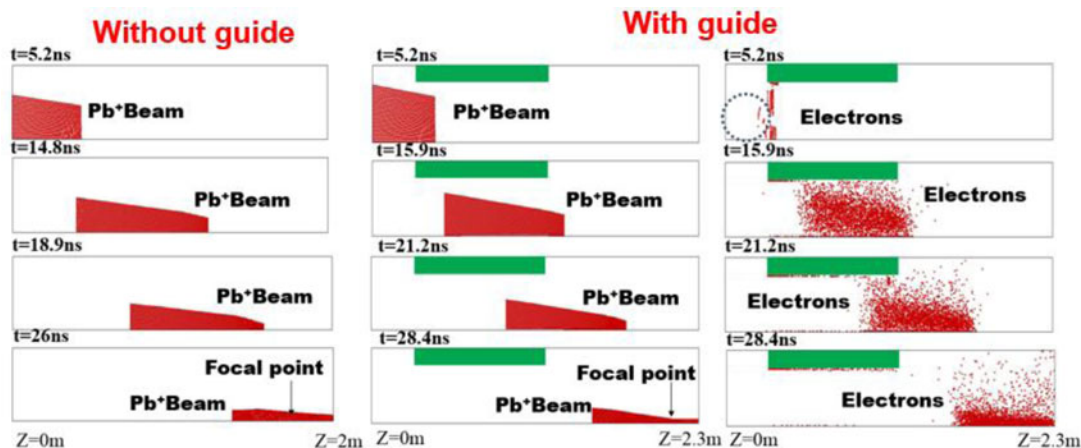 Without guide
With guide
t=5.2ns
Pb⁺Beam
t=14.8ns
Pb⁺Beam
t=18.9ns
Pb⁺Beam
t=26ns
Focal point
Pb⁺Beam
Z=0m
Z=2m
t=5.2ns
Pb⁺Beam
t=15.9ns
Pb⁺Beam
t=21.2ns
Pb⁺Beam
t=28.4ns
Focal point
Pb⁺Beam
Z=0m
Z=2.3m
t=5.2ns
Electrons
t=15.9ns
Electrons
t=21.2ns
Electrons
t=28.4ns
Electrons
Z=0m
Z=2.3m